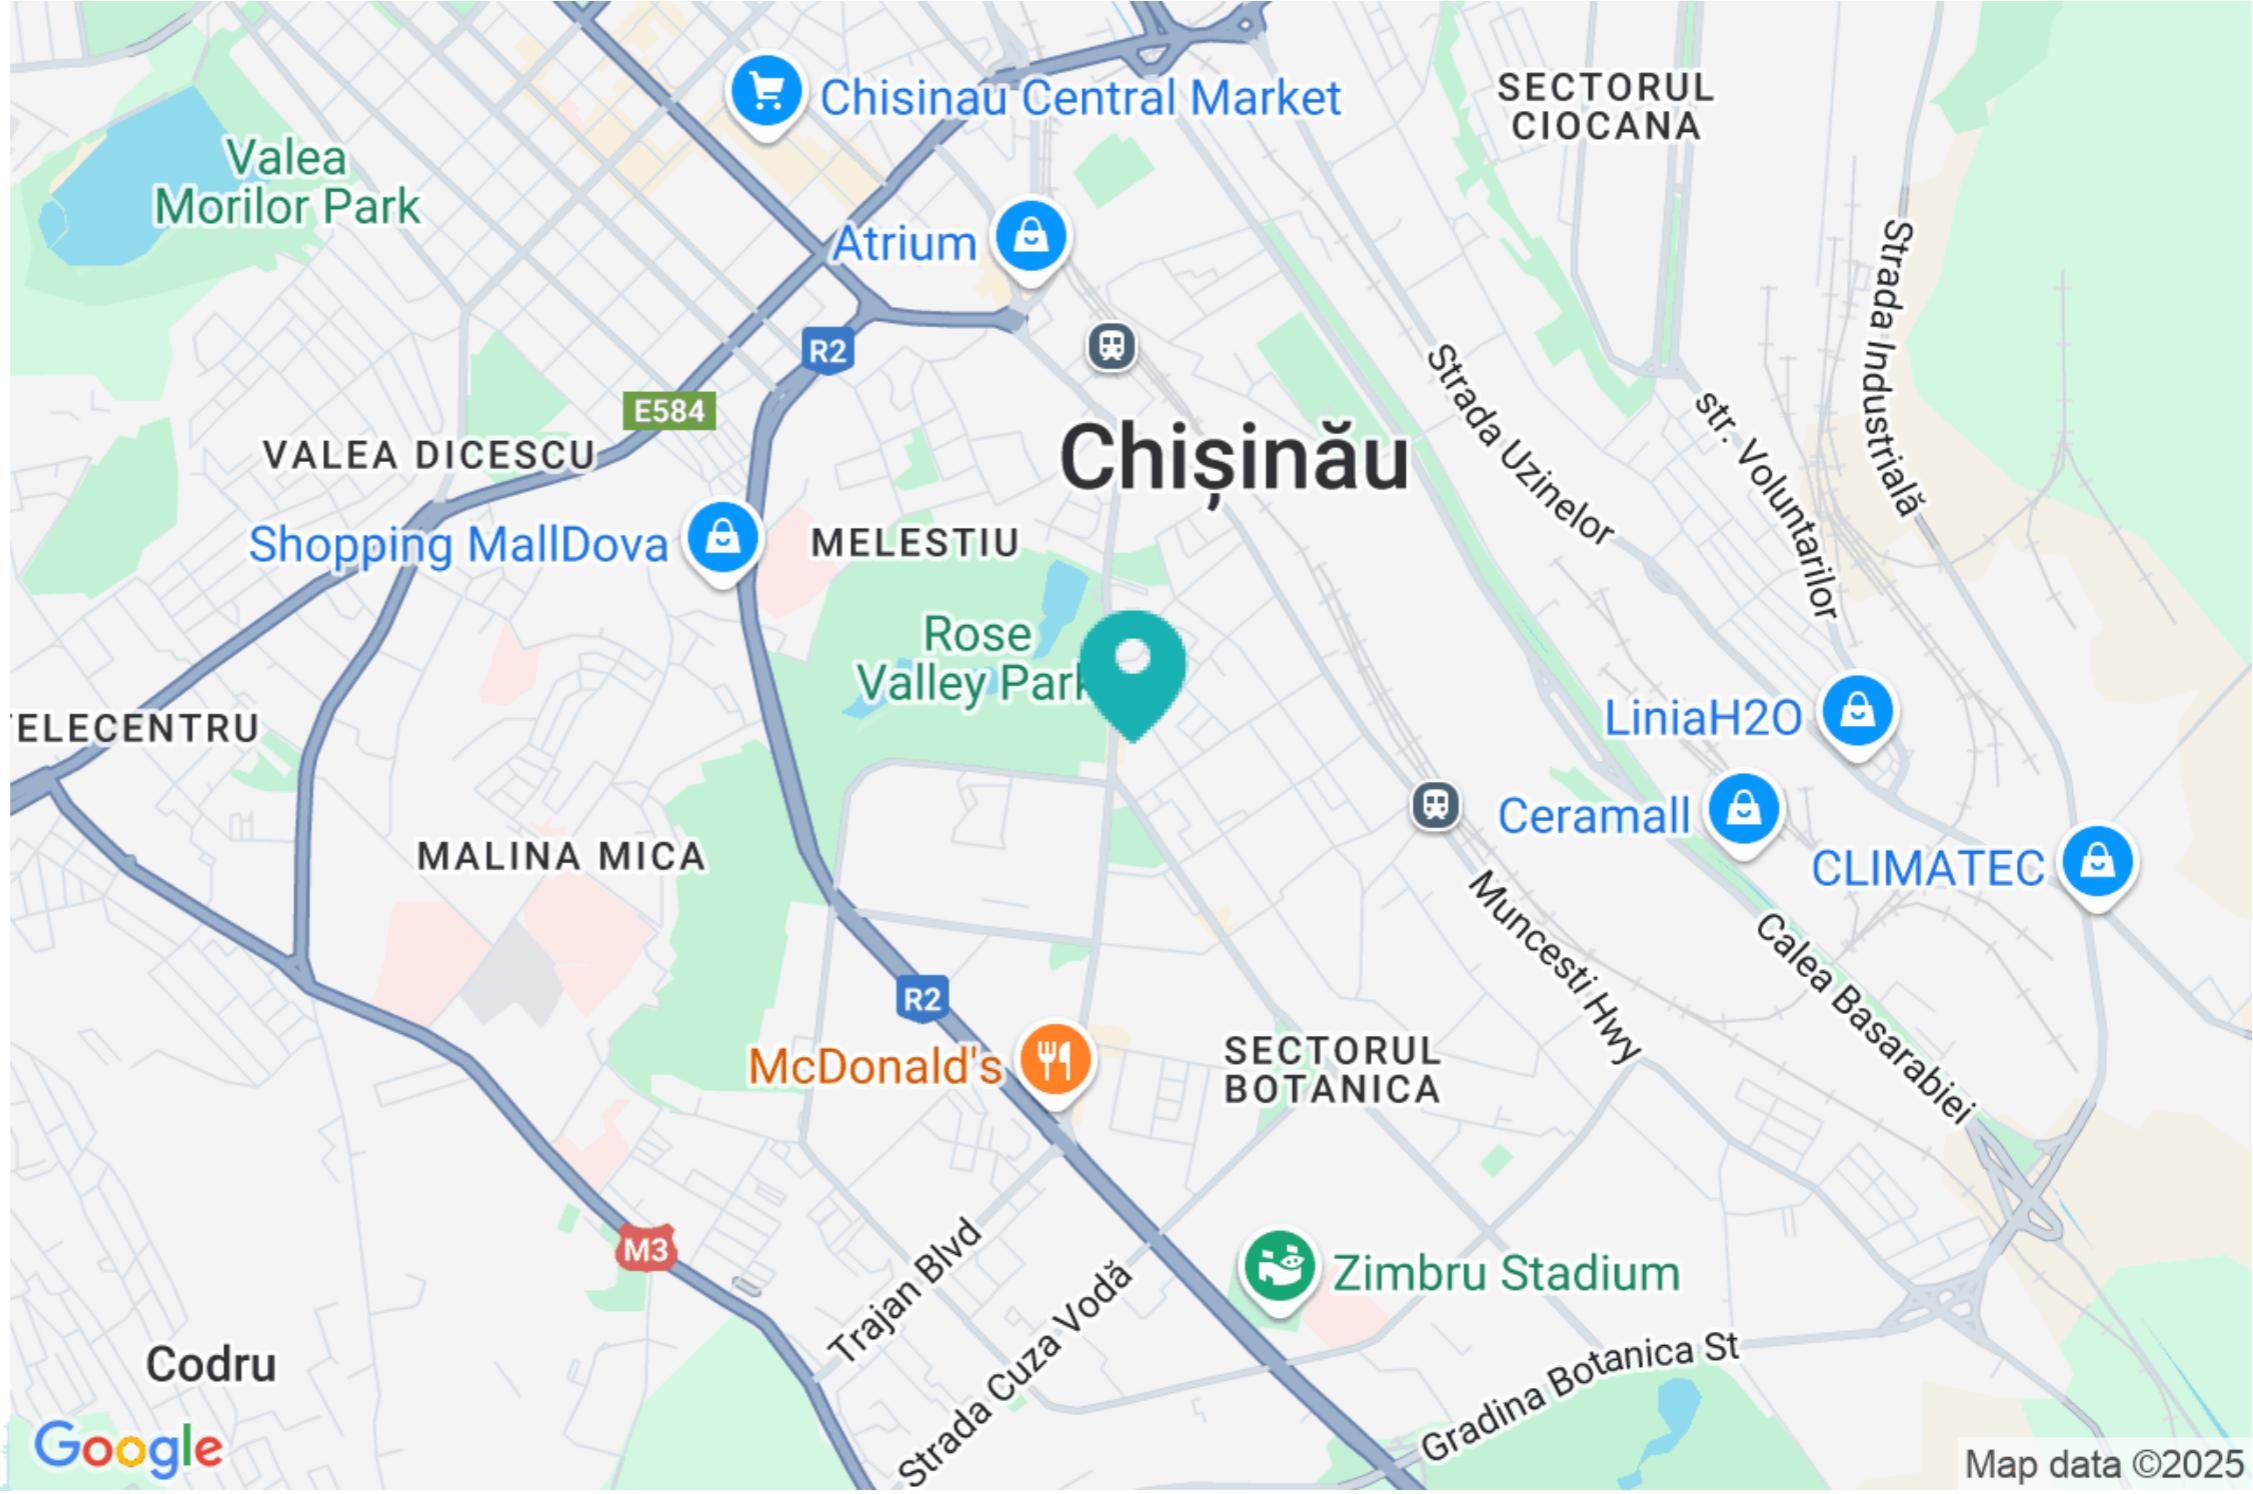 SECTORUL
CIOCANA
Chisinau Central Market
Valea
Morilor Park
Atrium
Strada Industrială
R2
Strada Uzinelor
E584
str. Voluntarilor
VALEA DICESCU
Chișinău
Shopping MallDova
MELESTIU
Rose
Valley Park
LiniaH2O
TELECENTRU
Ceramall
MALINA MICA
CLIMATEC
Muncesti Hwy
Calea Basarabiei
R2
McDonald's
SECTORUL
BOTANICA
M3
Trajan Blvd
Zimbru Stadium
Strada Cuza Vodă
Codru
Gradina Botanica St
Google
Map data ©2025